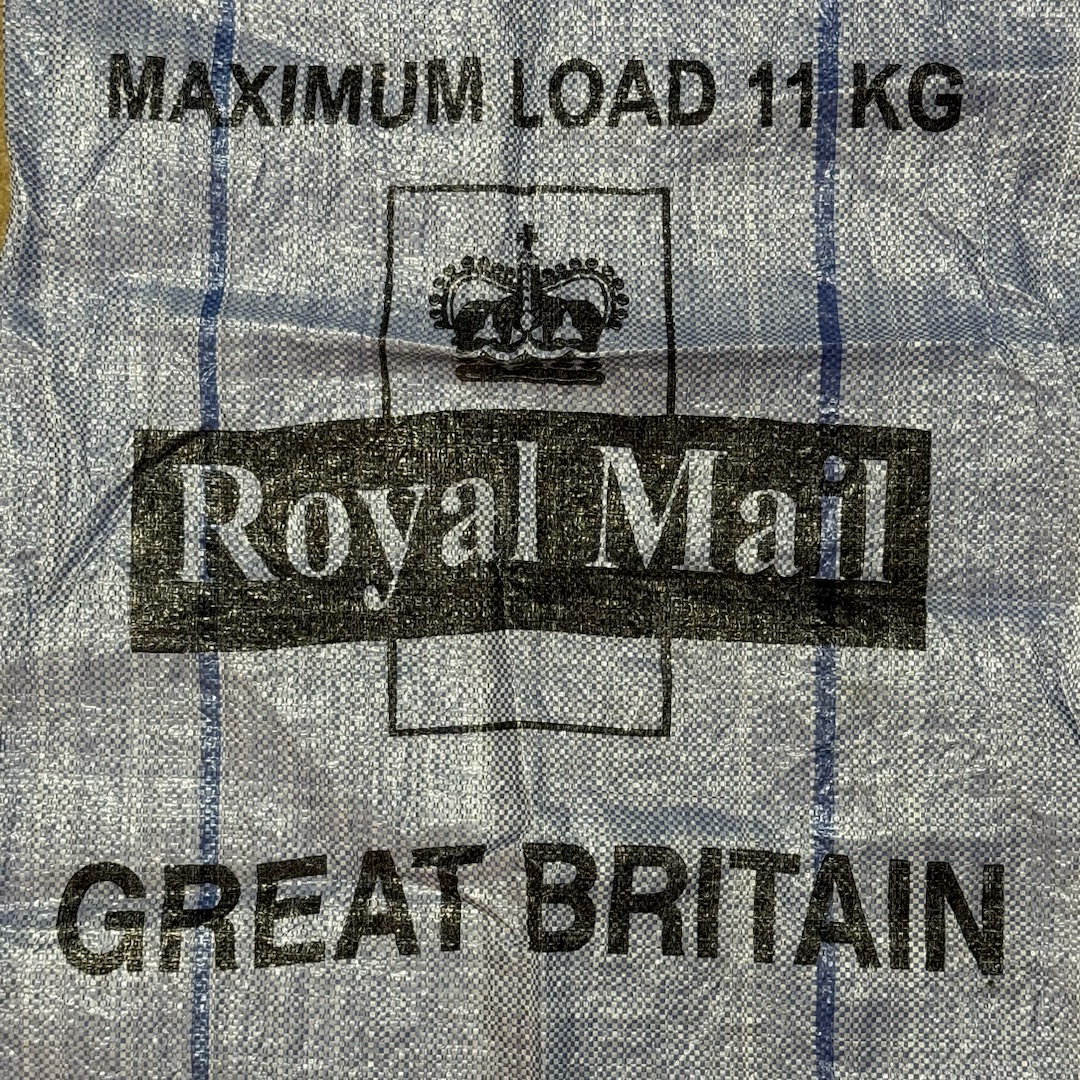 MAXIMUM LOAD 11 KG
Royal Mail
GREAT BRITAIN